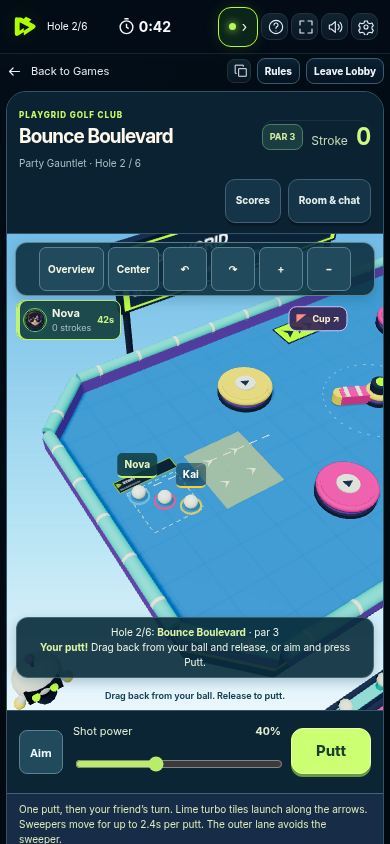 Hole 2/6
0:42
← Back to Games
Rules
Leave Lobby
PLAYGRID GOLF CLUB
Bounce Boulevard
PAR 3
Stroke 0
Party Gauntlet · Hole 2 / 6
Scores
Room & chat
Overview
Center
↶
↷
+
−
Nova
0 strokes
42s
Cup ↗
Nova
Kai
Hole 2/6: Bounce Boulevard · par 3
Your putt! Drag back from your ball and release, or aim and press
Putt.
Drag back from your ball. Release to putt.
Aim
Shot power
40%
Putt
One putt, then your friend's turn. Lime turbo tiles launch along the arrows.
Sweepers move for up to 2.4s per putt. The outer lane avoids the
sweeper.